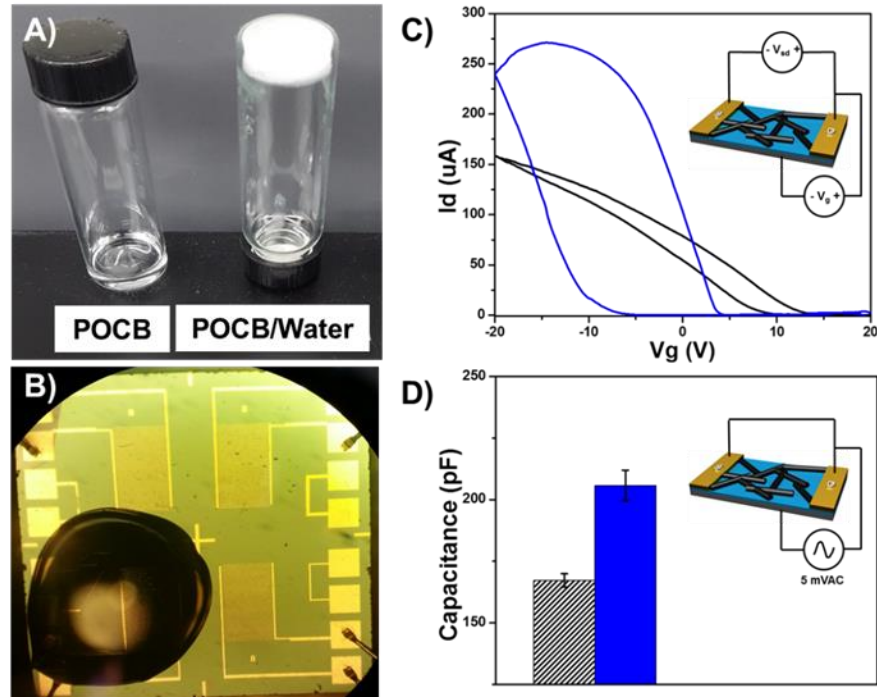 A)
POCB
POCB/Water
B)
C)
300
250
200
150
100
50
0
-20
-10
0
10
20
Id (uA)
Vg (V)
- Vsd +
- Vg +
D)
250
200
150
Capacitance (pF)
5 mVAC